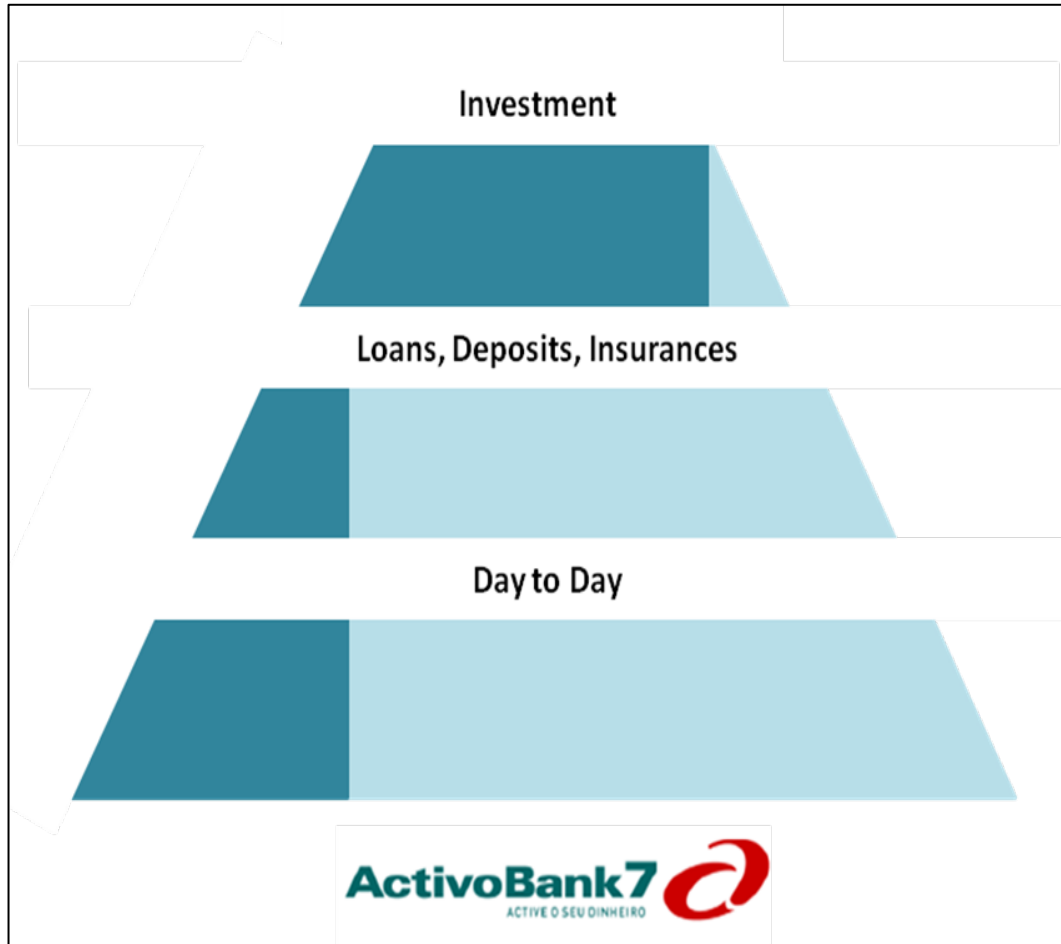 Investment
Loans, Deposits, Insurances
Day to Day
ActivoBank7
ACTIVE O SEU DINHEIRO